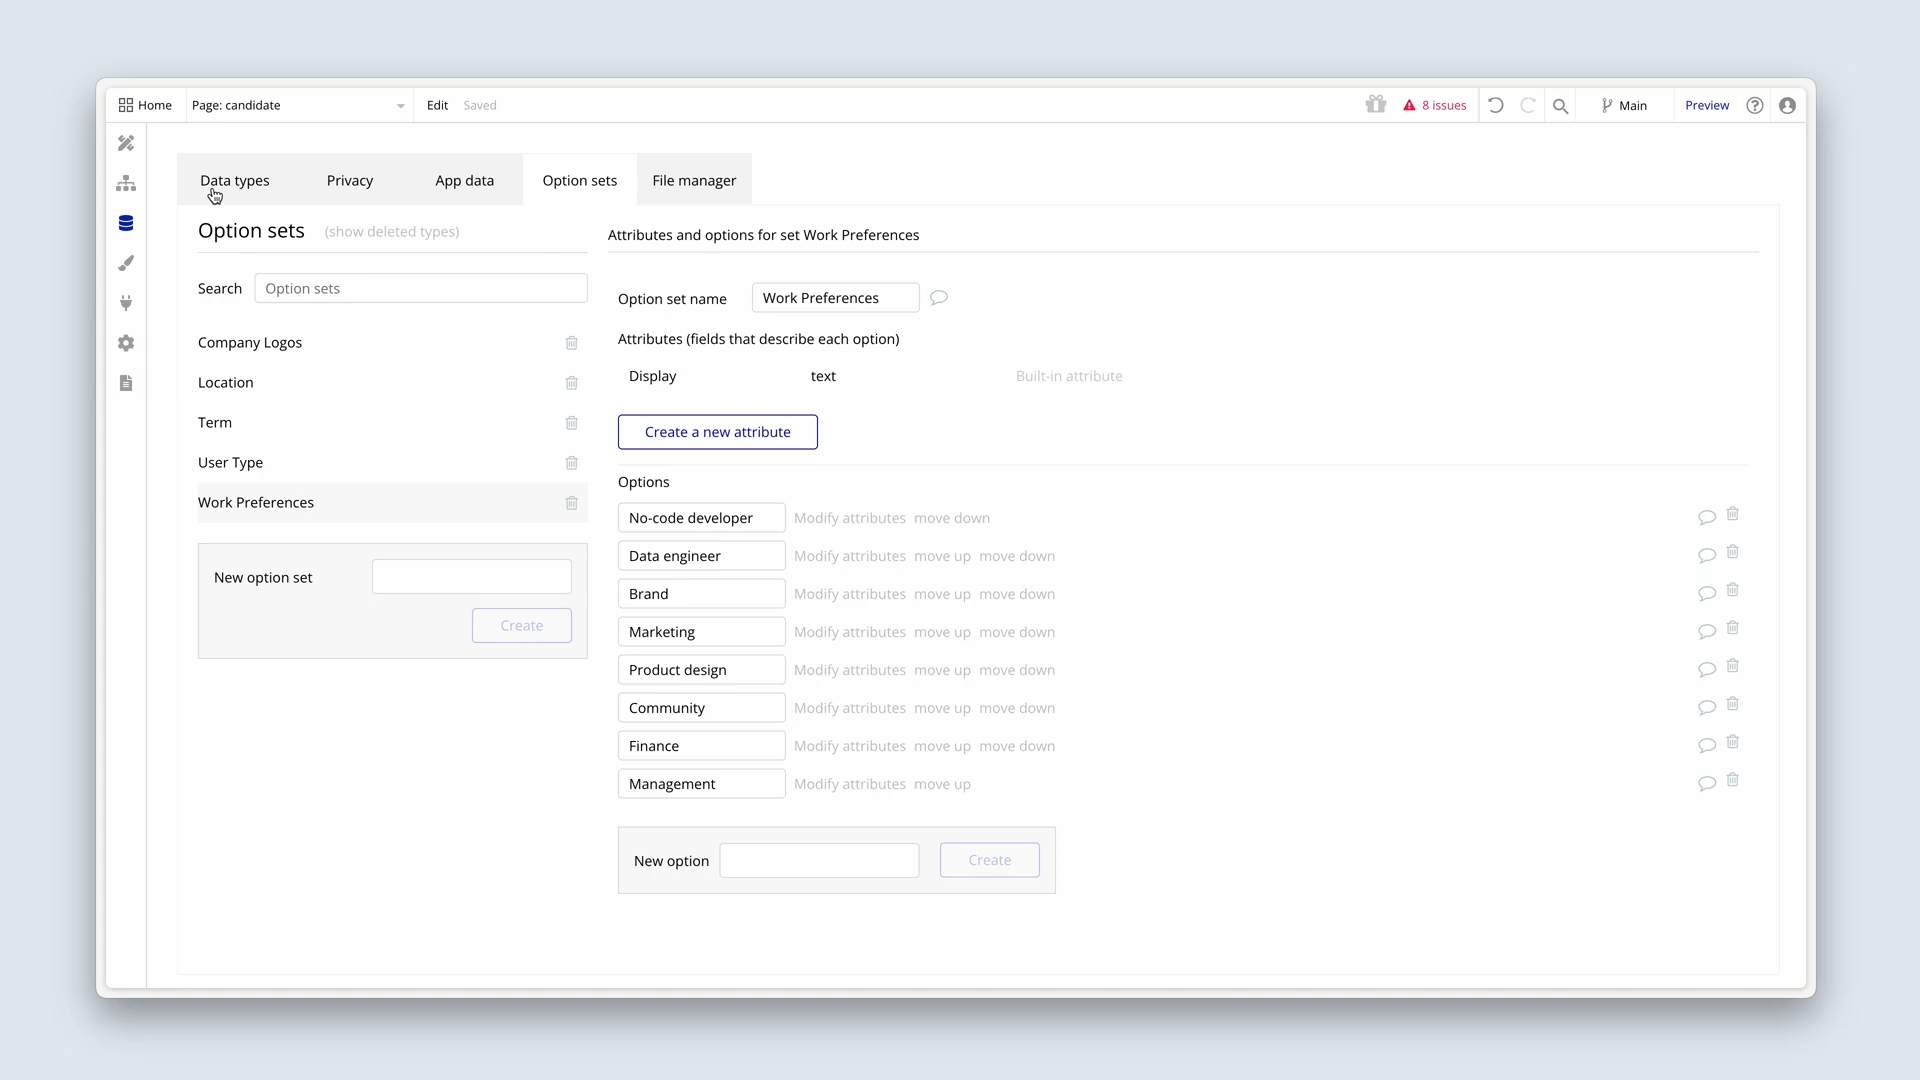 Home
Page: candidate
Edit Saved
8 issues
Main
Preview
Data types Privacy App data Option sets File manager
Option sets (show deleted types)
Search Option sets
Company Logos
Location
Term
User Type
Work Preferences
New option set
Create
Attributes and options for set Work Preferences
Option set name Work Preferences
Attributes (fields that describe each option)
Display text Built-in attribute
Create a new attribute
Options
No-code developer Modify attributes move down
Data engineer Modify attributes move up move down
Brand Modify attributes move up move down
Marketing Modify attributes move up move down
Product design Modify attributes move up move down
Community Modify attributes move up move down
Finance Modify attributes move up move down
Management Modify attributes move up
New option Create